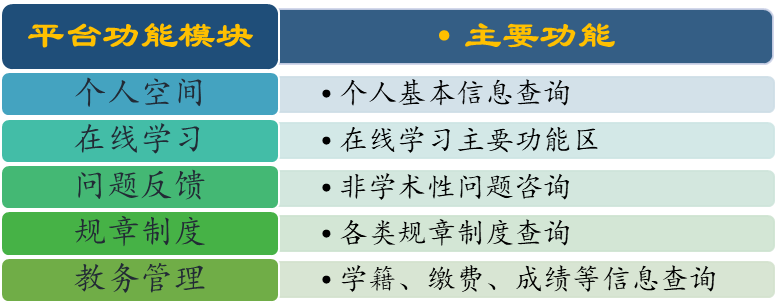 平台功能模块 • 主要功能
个人空间 • 个人基本信息查询
在线学习 • 在线学习主要功能区
问题反馈 • 非学术性问题咨询
规章制度 • 各类规章制度查询
教务管理 • 学籍、缴费、成绩等信息查询